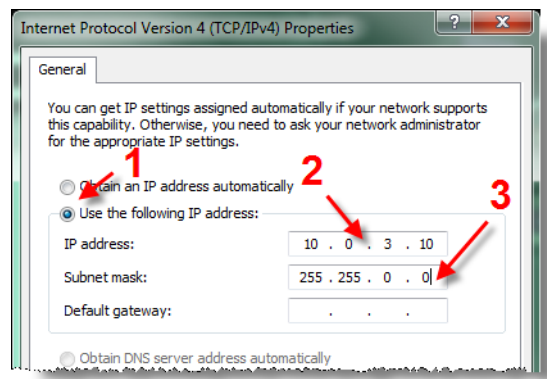 Internet Protocol Version 4 (TCP/IPv4) Properties
General
You can get IP settings assigned automatically if your network supports
this capability. Otherwise, you need to ask your network administrator
for the appropriate IP settings.
1
2
3
Obtain an IP address automatically
Use the following IP address:
IP address: 10 . 0 . 3 . 10
Subnet mask: 255 . 255 . 0 . 0
Default gateway: . . .
Obtain DNS server address automatically